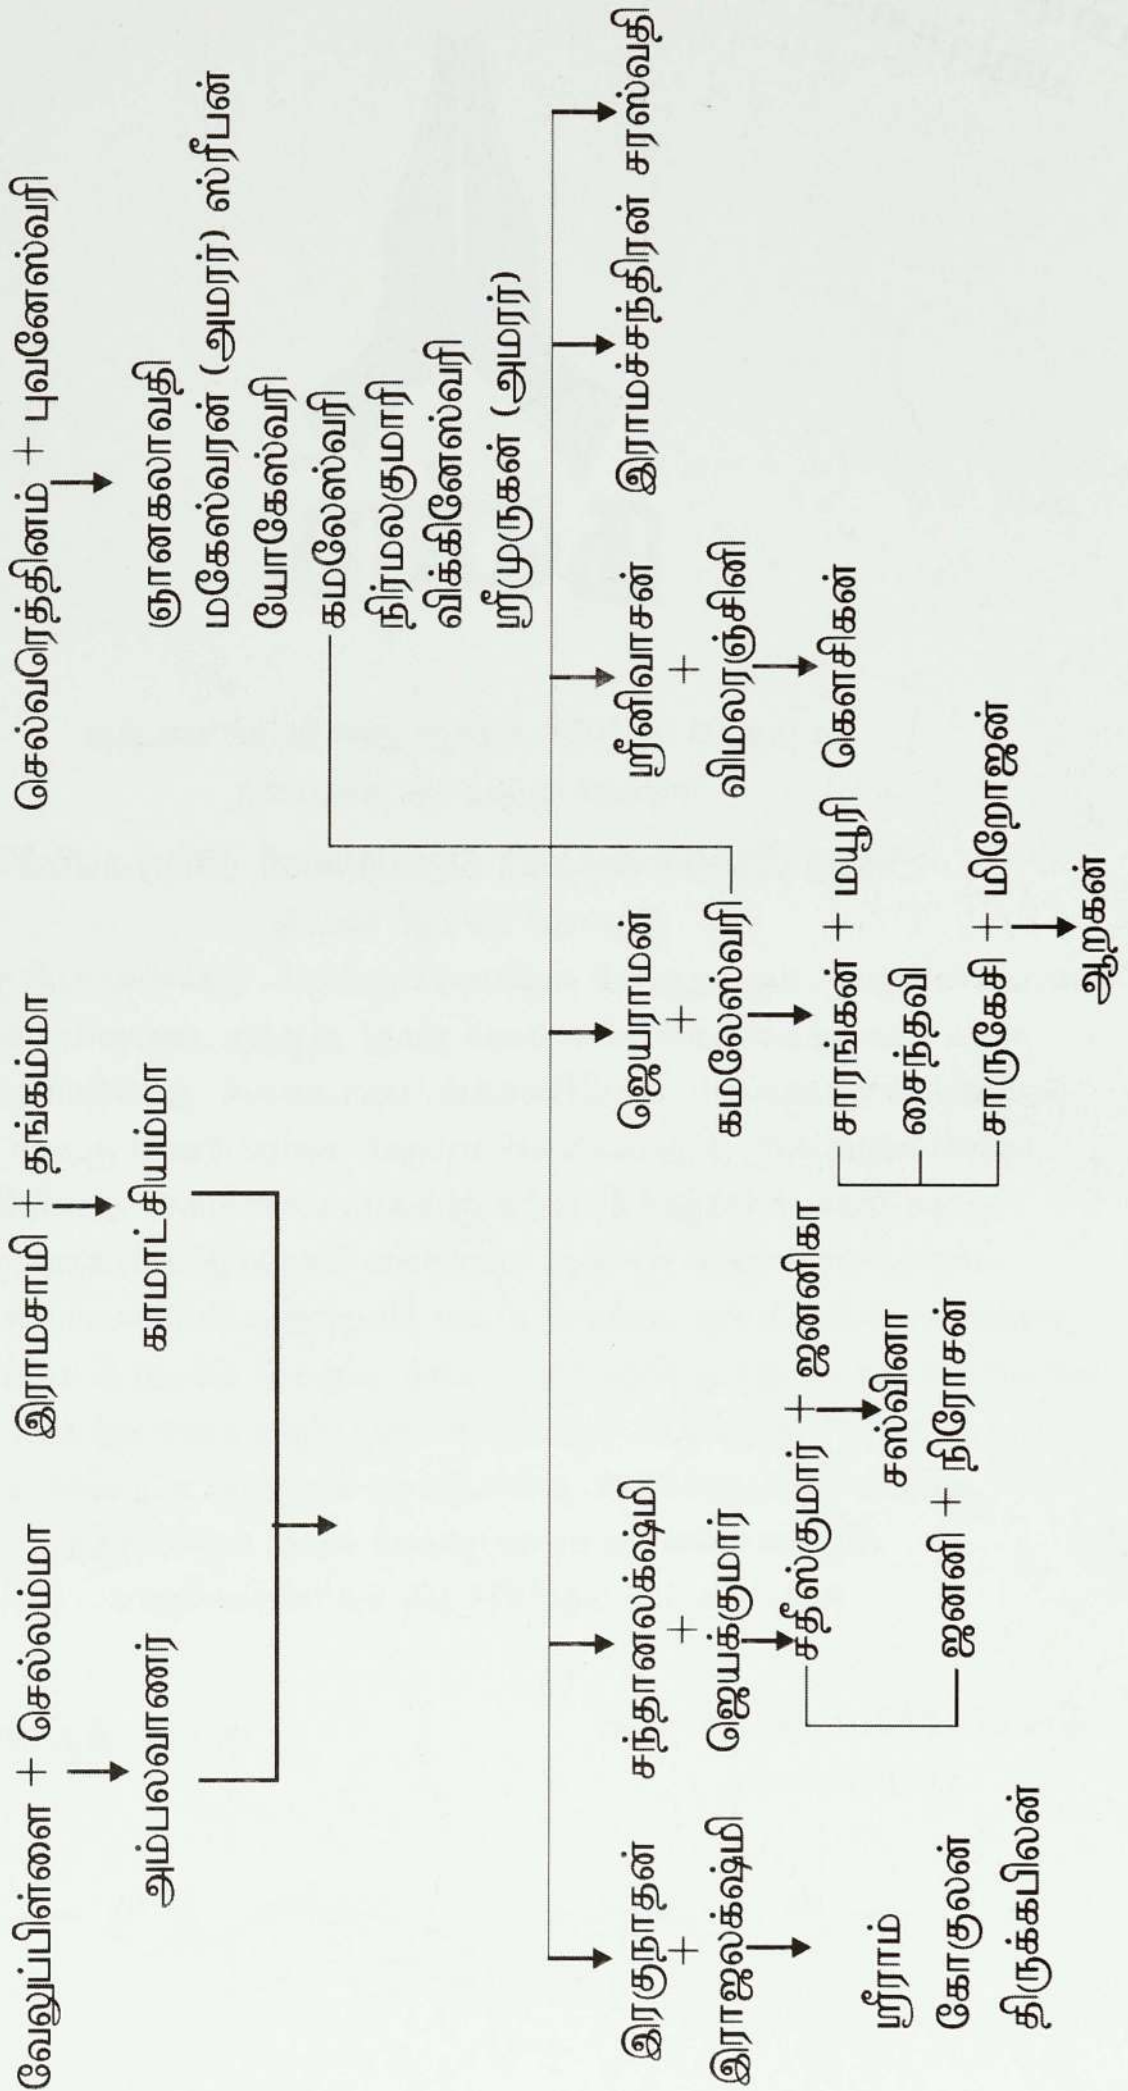 வேலுப்பிள்ளை + செல்லம்மா
இராமசாமி + தங்கம்மா
செல்வரெத்தினம் + புவனேஸ்வரி
அம்பலவாணர்
காமாட்சியம்மா
ஞானகலாவதி
மகேஸ்வரன் (அமரர்) ஸ்ரீபன்
யோகேஸ்வரி
கமலேஸ்வரி
நிர்மலகுமாரி
விக்கினேஸ்வரி
ஸ்ரீமுருகன் (அமரர்)
இரகுநாதன்
+
இராஜலக்ஷ்மி
ஸ்ரீராம்
கோகுலன்
திருக்கபிலன்
சந்தானலக்ஷ்மி
+
ஜெயக்குமார்
சதீஸ்குமார் + ஜனனிகா
சஸ்வினா
ஜனனி + நிரோசன்
ஜெயராமன்
+
கமலேஸ்வரி
சாரங்கன் + மயூரி
சைந்தவி
சாருகேசி + மிறோஜன்
ஆறகன்
ஸ்ரீனிவாசன்
+
விமலரஞ்சினி
கௌசிகன்
இராமச்சந்திரன்
சரஸ்வதி